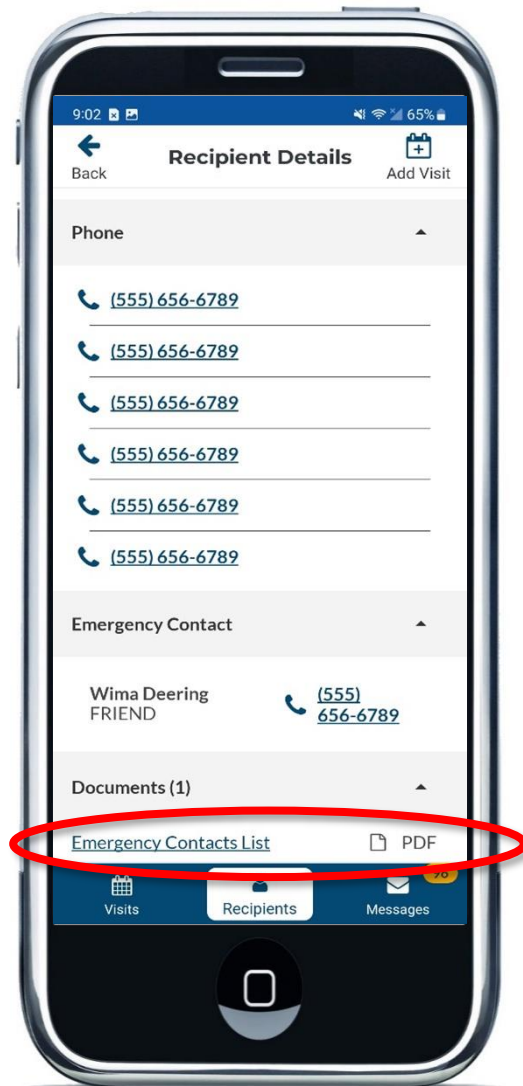 9:02 65%
Back Recipient Details Add Visit
Phone
(555) 656-6789
(555) 656-6789
(555) 656-6789
(555) 656-6789
(555) 656-6789
(555) 656-6789
Emergency Contact
Wima Deering
FRIEND
(555)
656-6789
Documents (1)
Emergency Contacts List PDF
Visits Recipients Messages